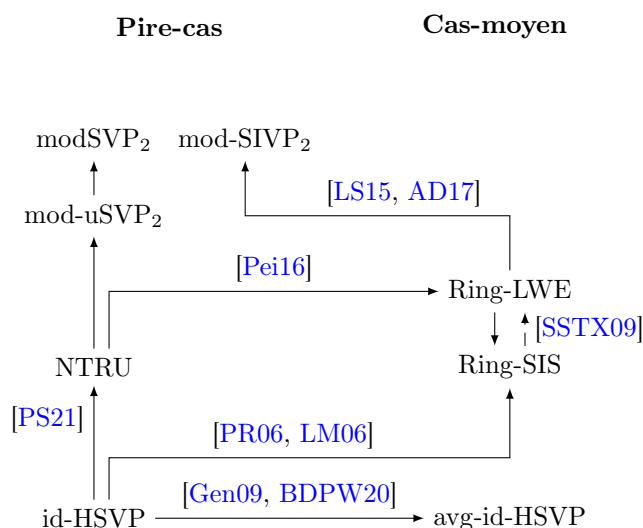 Pire-cas Cas-moyen
modSVP₂ mod-SIVP₂
[LS15, AD17]
mod-uSVP₂
[Pei16]
Ring-LWE
[SSTX09]
NTRU Ring-SIS
[PS21]
[PR06, LM06]
[Gen09, BDPW20]
id-HSVP avg-id-HSVP